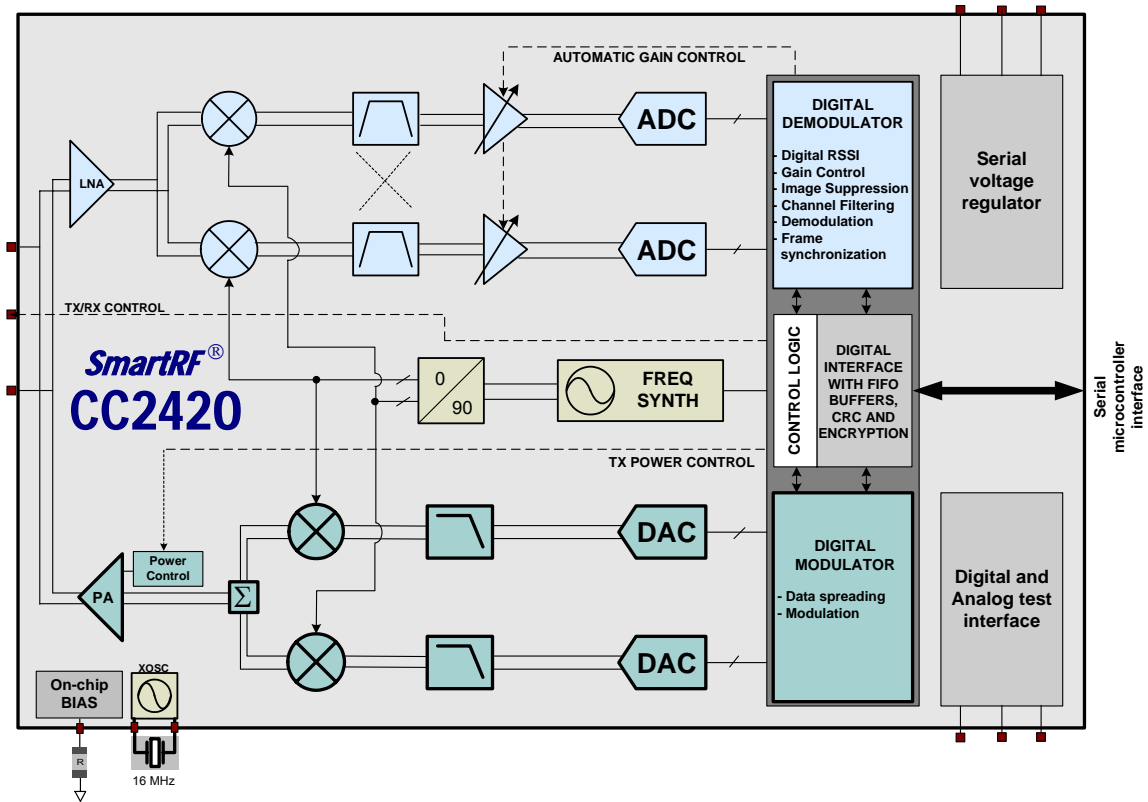 AUTOMATIC GAIN CONTROL
LNA
ADC
ADC
DIGITAL
DEMODULATOR
- Digital RSSI
- Gain Control
- Image Suppression
- Channel Filtering
- Demodulation
- Frame
synchronization
Serial
voltage
regulator
TX/RX CONTROL
SmartRF®
CC2420
0
90
FREQ
SYNTH
CONTROL LOGIC
DIGITAL
INTERFACE
WITH FIFO
BUFFERS,
CRC AND
ENCRYPTION
Serial
microcontroller
interface
TX POWER CONTROL
Power
Control
PA
Σ
DAC
DAC
DIGITAL
MODULATOR
- Data spreading
- Modulation
Digital and
Analog test
interface
On-chip
BIAS
XOSC
R
16 MHz